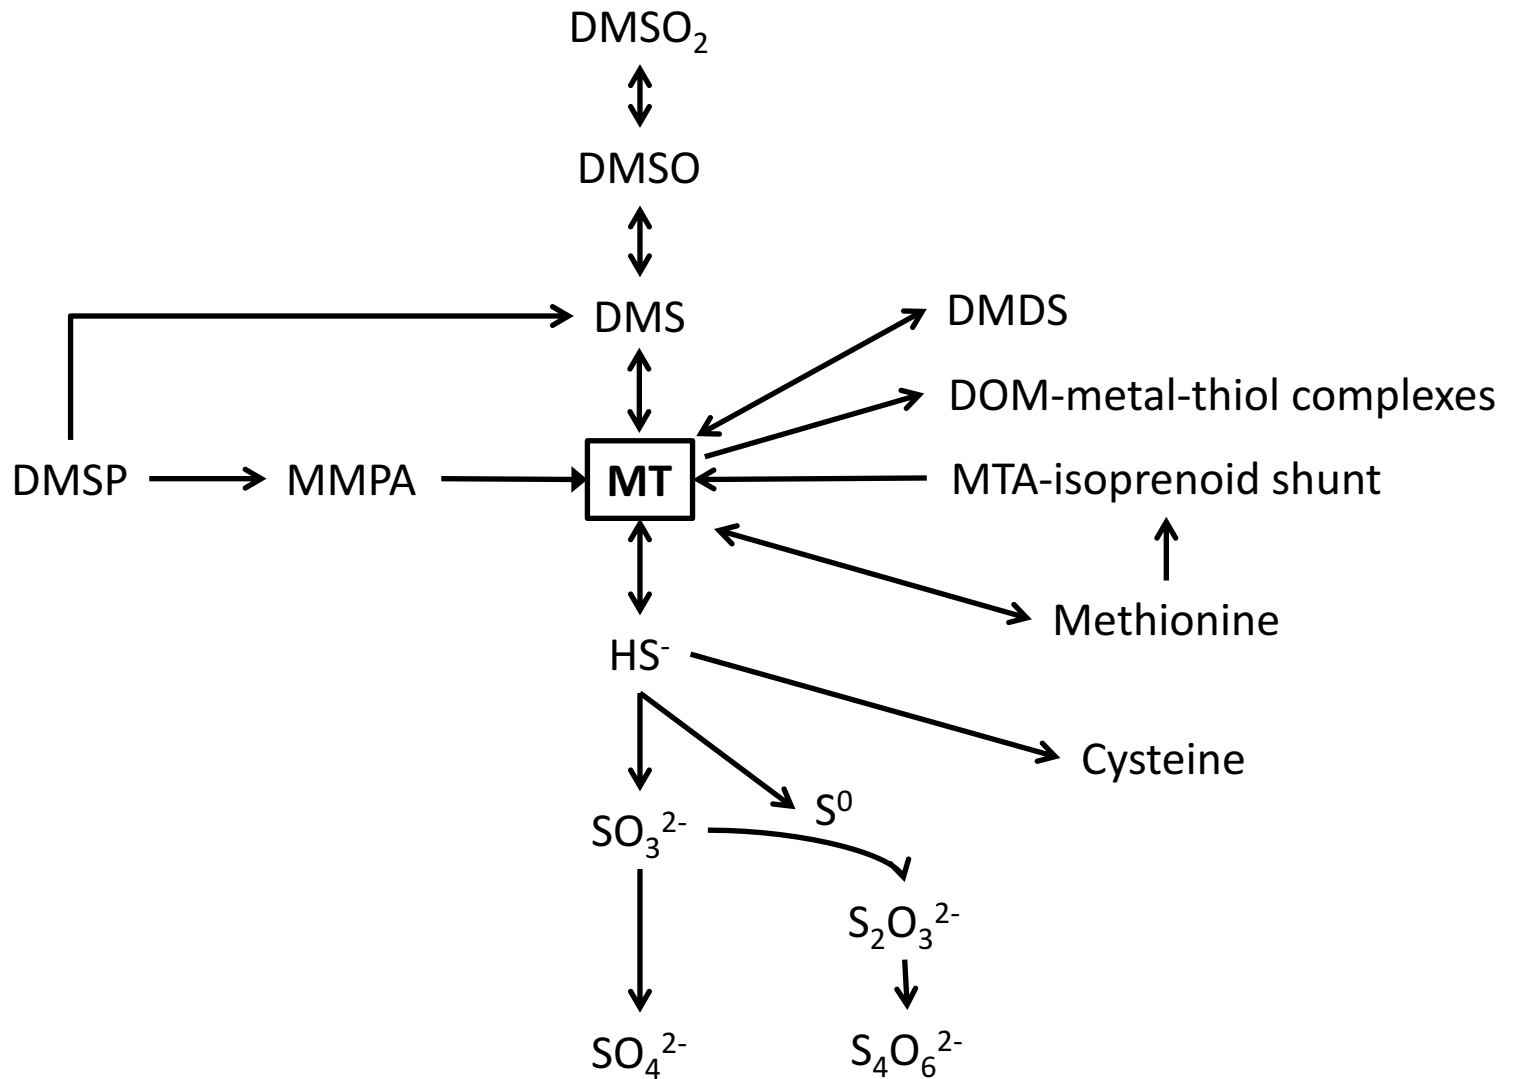 DMSO₂
DMSO
DMS
DMDS
DOM-metal-thiol complexes
DMSP
MMPA
MT
MTA-isoprenoid shunt
Methionine
HS⁻
Cysteine
S⁰
SO₃²⁻
S₂O₃²⁻
SO₄²⁻
S₄O₆²⁻